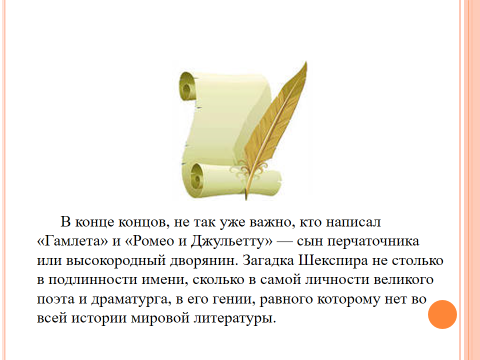 В конце концов, не так уже важно, кто написал
«Гамлета» и «Ромео и Джульетту» — сын перчаточника
или высокородный дворянин. Загадка Шекспира не столько
в подлинности имени, сколько в самой личности великого
поэта и драматурга, в его гении, равного которому нет во
всей истории мировой литературы.